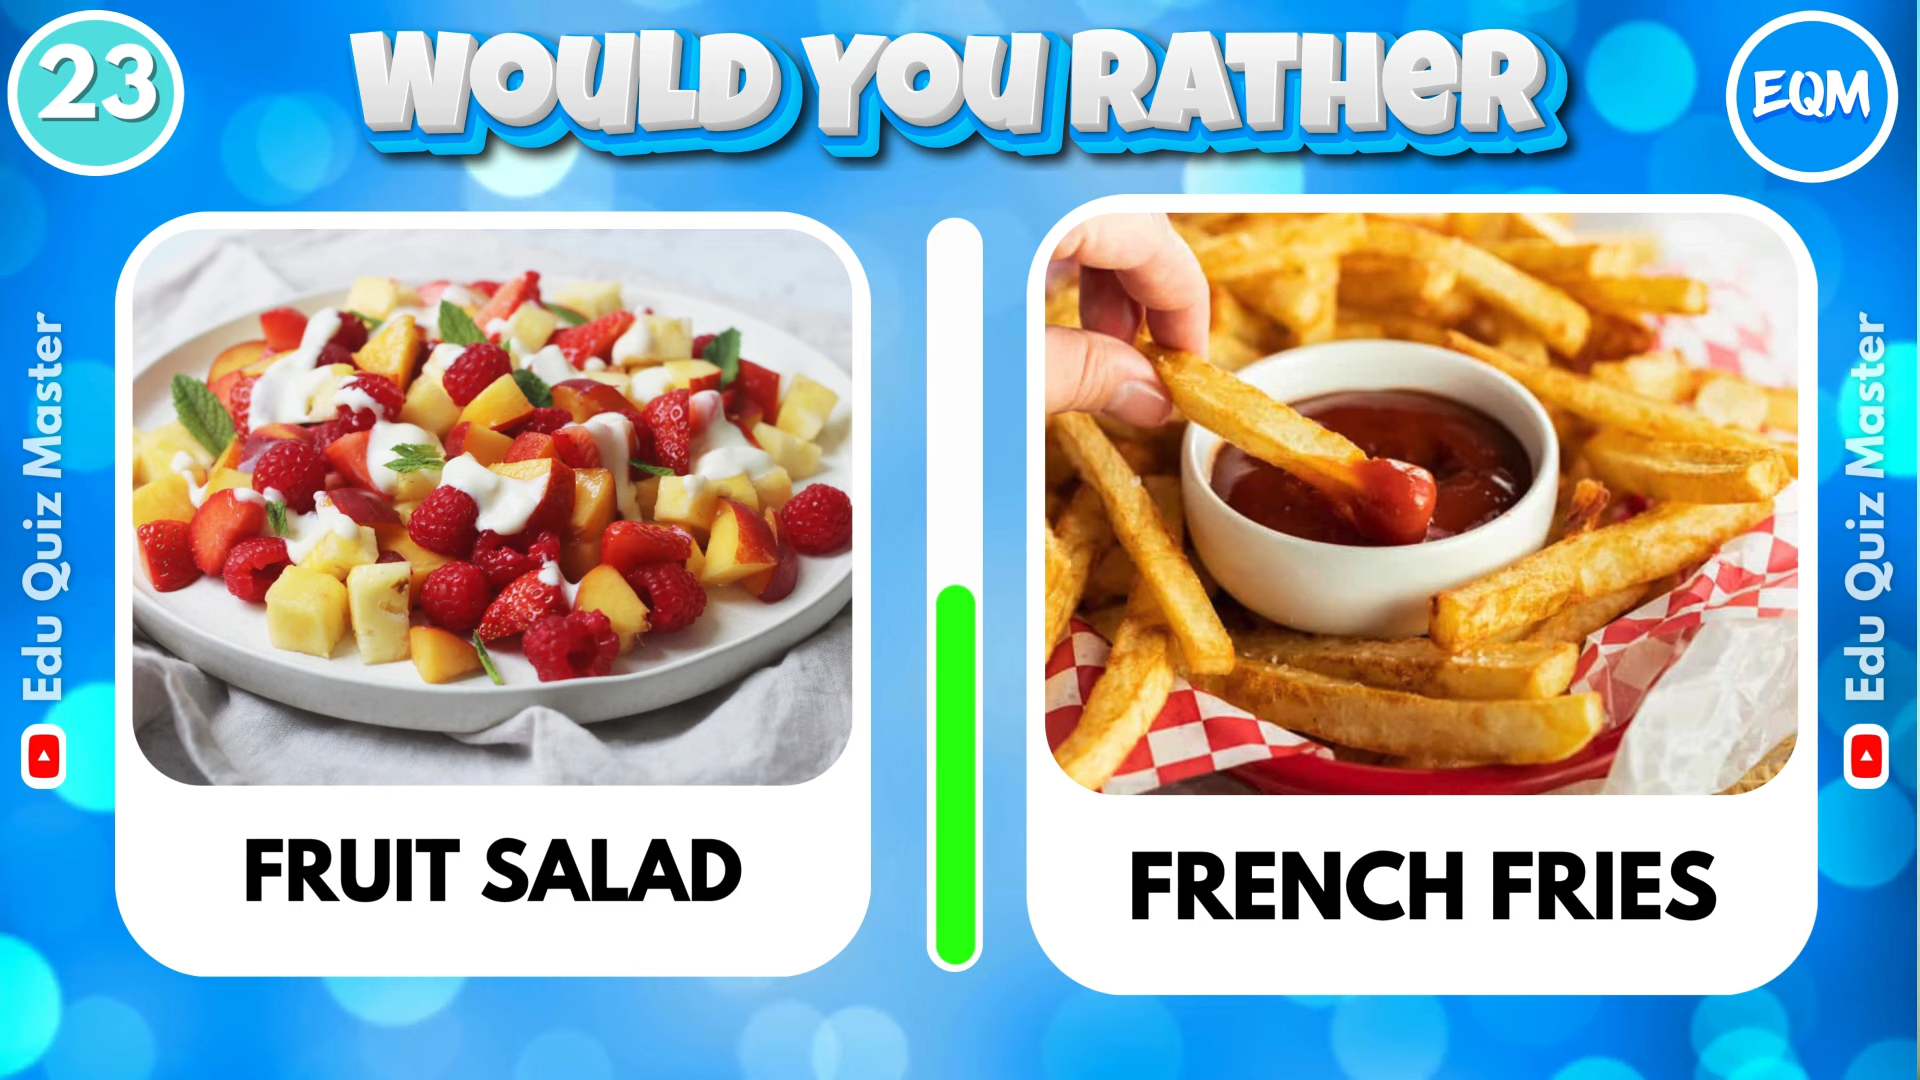 23
WOULD YOU RATHER
EQM
Edu Quiz Master
FRUIT SALAD
FRENCH FRIES
Edu Quiz Master